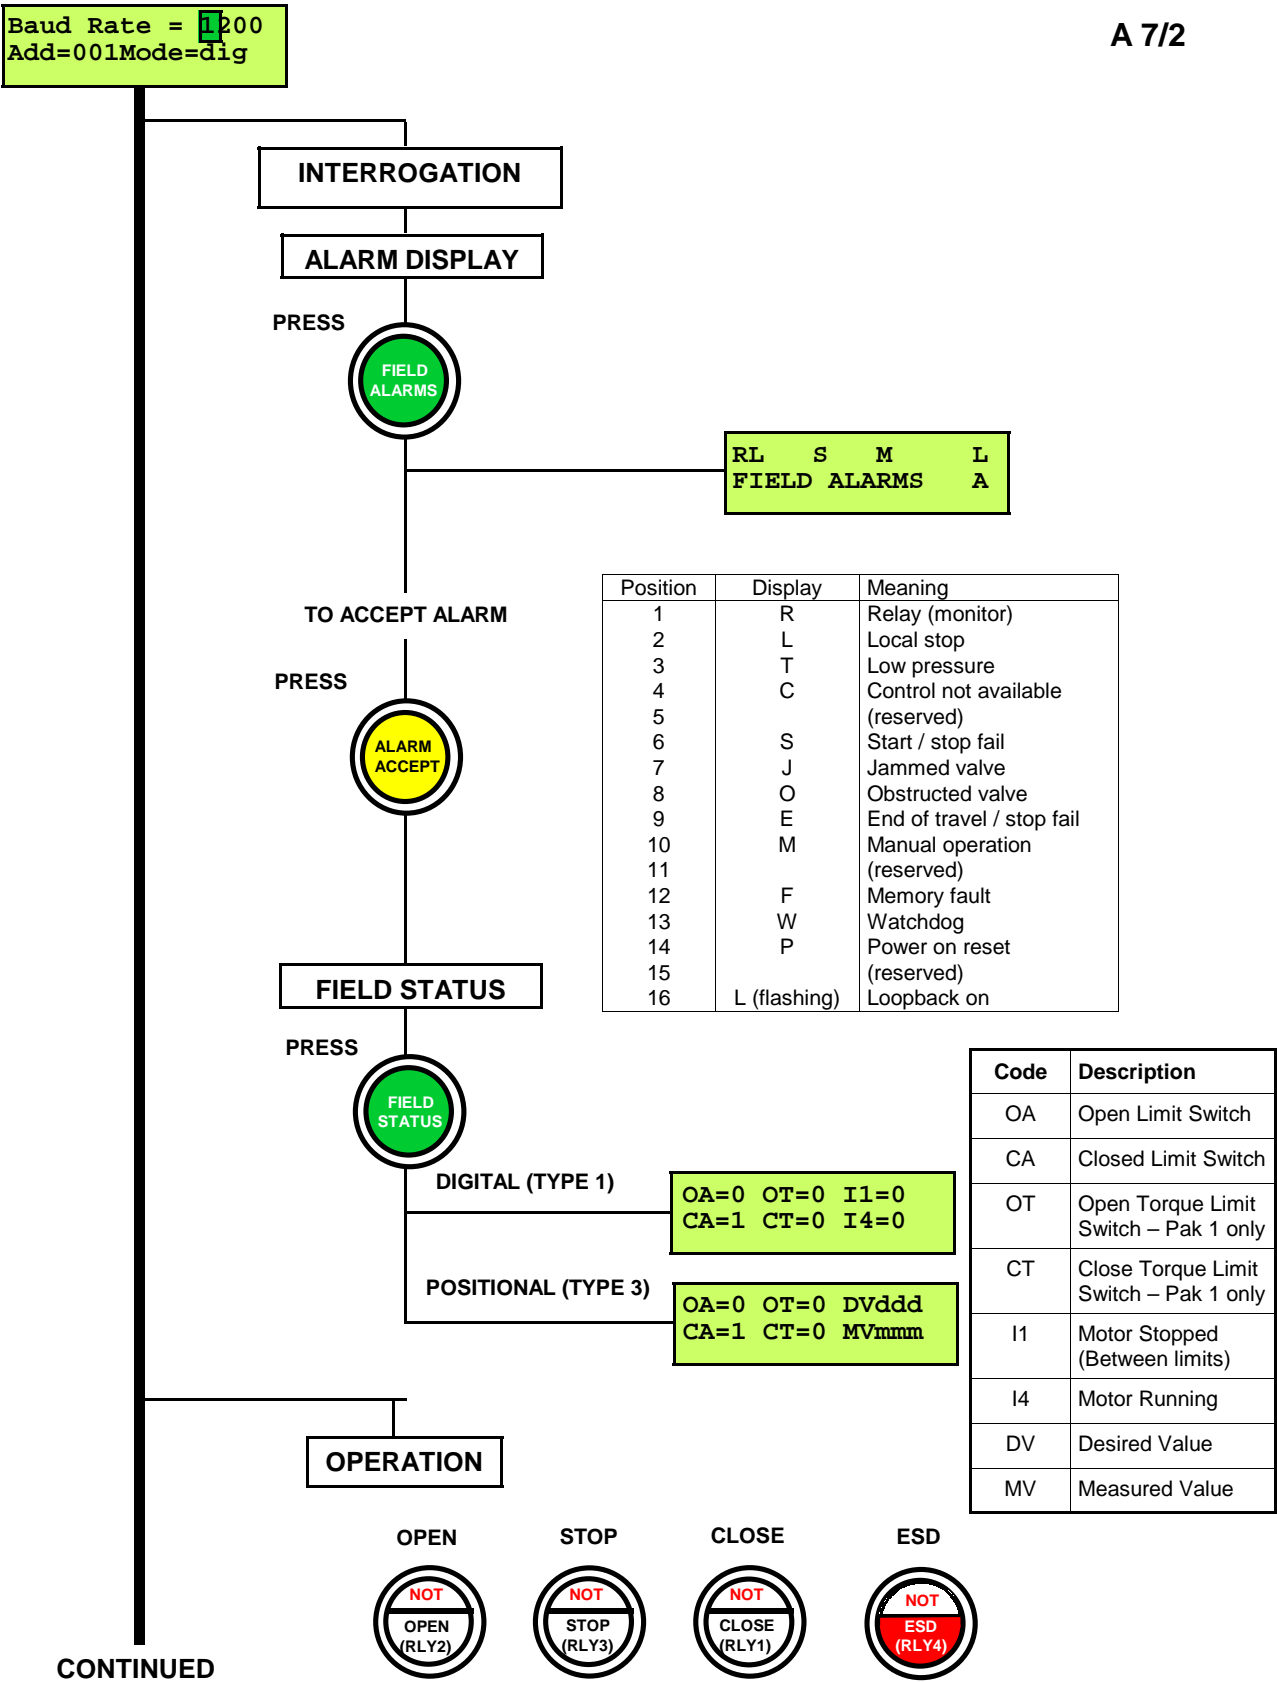 Baud Rate = 1200
Add=001Mode=dig
A 7/2
INTERROGATION
ALARM DISPLAY
PRESS
FIELD
ALARMS
RL S M L
FIELD ALARMS A
TO ACCEPT ALARM
PRESS
ALARM
ACCEPT
Position Display Meaning
1 R Relay (monitor)
2 L Local stop
3 T Low pressure
4 C Control not available
5 (reserved)
6 S Start / stop fail
7 J Jammed valve
8 O Obstructed valve
9 E End of travel / stop fail
10 M Manual operation
11 (reserved)
12 F Memory fault
13 W Watchdog
14 P Power on reset
15 (reserved)
16 L (flashing) Loopback on
FIELD STATUS
PRESS
FIELD
STATUS
DIGITAL (TYPE 1)
OA=0 OT=0 I1=0
CA=1 CT=0 I4=0
POSITIONAL (TYPE 3)
OA=0 OT=0 DVddd
CA=1 CT=0 MVmmm
Code Description
OA Open Limit Switch
CA Closed Limit Switch
OT Open Torque Limit
Switch – Pak 1 only
CT Close Torque Limit
Switch – Pak 1 only
I1 Motor Stopped
(Between limits)
I4 Motor Running
DV Desired Value
MV Measured Value
OPERATION
OPEN STOP CLOSE ESD
NOT
OPEN
(RLY2)
NOT
STOP
(RLY3)
NOT
CLOSE
(RLY1)
NOT
ESD
(RLY4)
CONTINUED